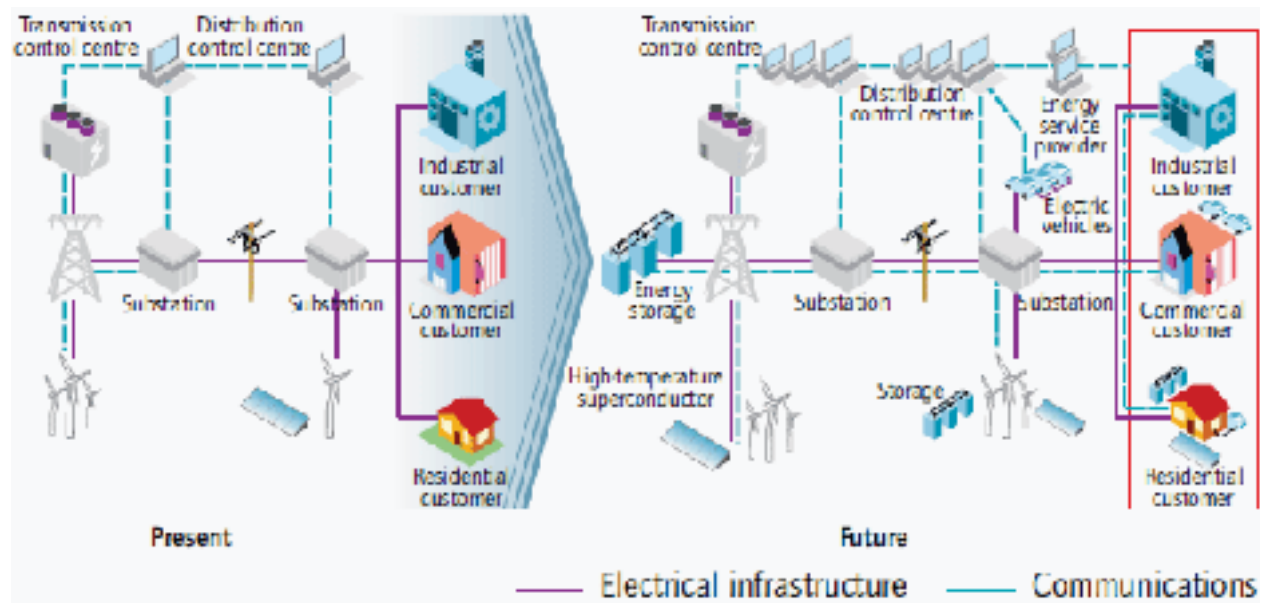 Transmission
control centre
Distribution
control centre
Industrial
customer
Substation
Substation
Commercial
customer
Residential
customer
Present
Transmission
control centre
Distribution
control centre
Energy
service
provider
Industrial
customer
Electric
vehicles
Energy
storage
Substation
Substation
Commercial
customer
High-temperature
superconductor
Storage
Residential
customer
Future
Electrical infrastructure
Communications